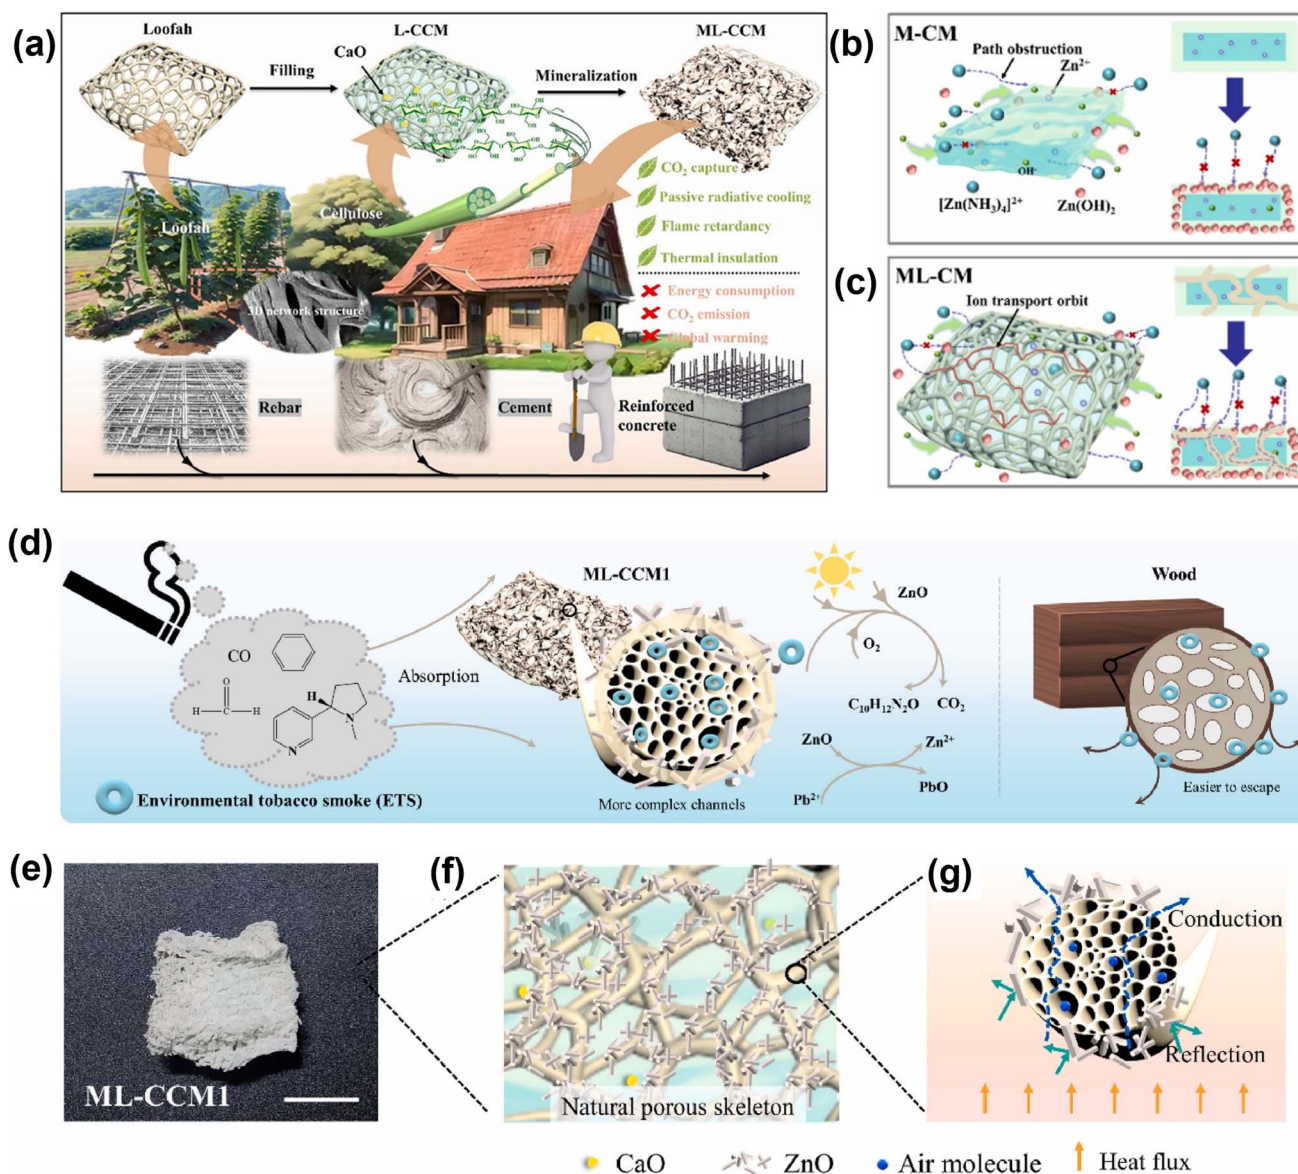 (a)
Loofah
L-CCM
ML-CCM
CaO
Filling
Mineralization
CO₂ capture
Passive radiative cooling
Flame retardancy
Thermal insulation
Energy consumption
CO₂ emission
Global warming
Loofah
Cellulose
3D network structure
Rebar
Cement
Reinforced
concrete
(b)
M-CM
Path obstruction
Zn²⁺
OH⁻
[Zn(NH₃)₄]²⁺
Zn(OH)₂
(c)
ML-CM
Ion transport orbit
(d)
CO
O
H
H
H
N
N
Environmental tobacco smoke (ETS)
Absorption
ML-CCM1
More complex channels
ZnO
O₂
C₁₀H₁₂N₂O
CO₂
ZnO
Zn²⁺
Pb²⁺
PbO
Wood
Easier to escape
(e)
ML-CCM1
(f)
Natural porous skeleton
(g)
Conduction
Reflection
CaO
ZnO
Air molecule
Heat flux